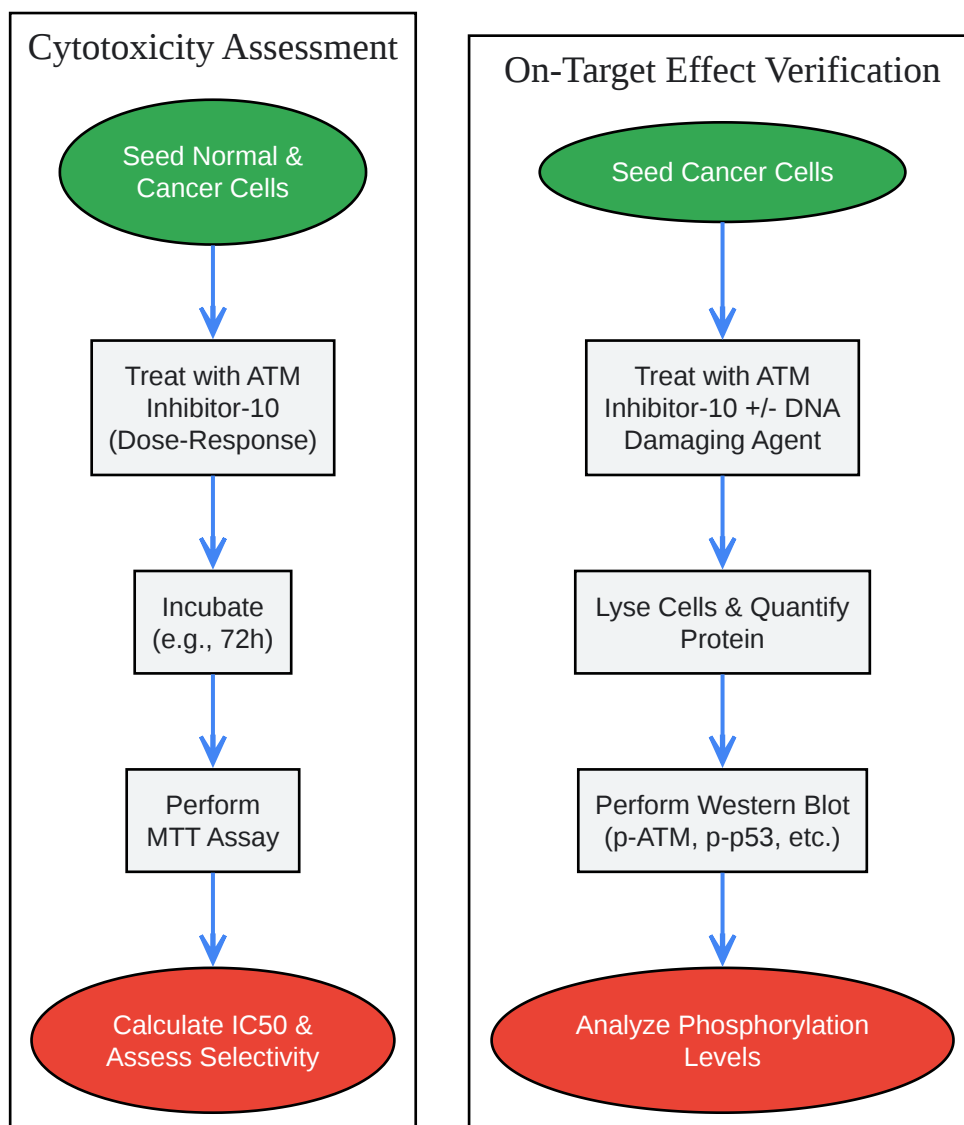 Cytotoxicity Assessment
Seed Normal &
Cancer Cells
Treat with ATM
Inhibitor-10
(Dose-Response)
Incubate
(e.g., 72h)
Perform
MTT Assay
Calculate IC50 &
Assess Selectivity
On-Target Effect Verification
Seed Cancer Cells
Treat with ATM
Inhibitor-10 +/- DNA
Damaging Agent
Lyse Cells & Quantify
Protein
Perform Western Blot
(p-ATM, p-p53, etc.)
Analyze Phosphorylation
Levels